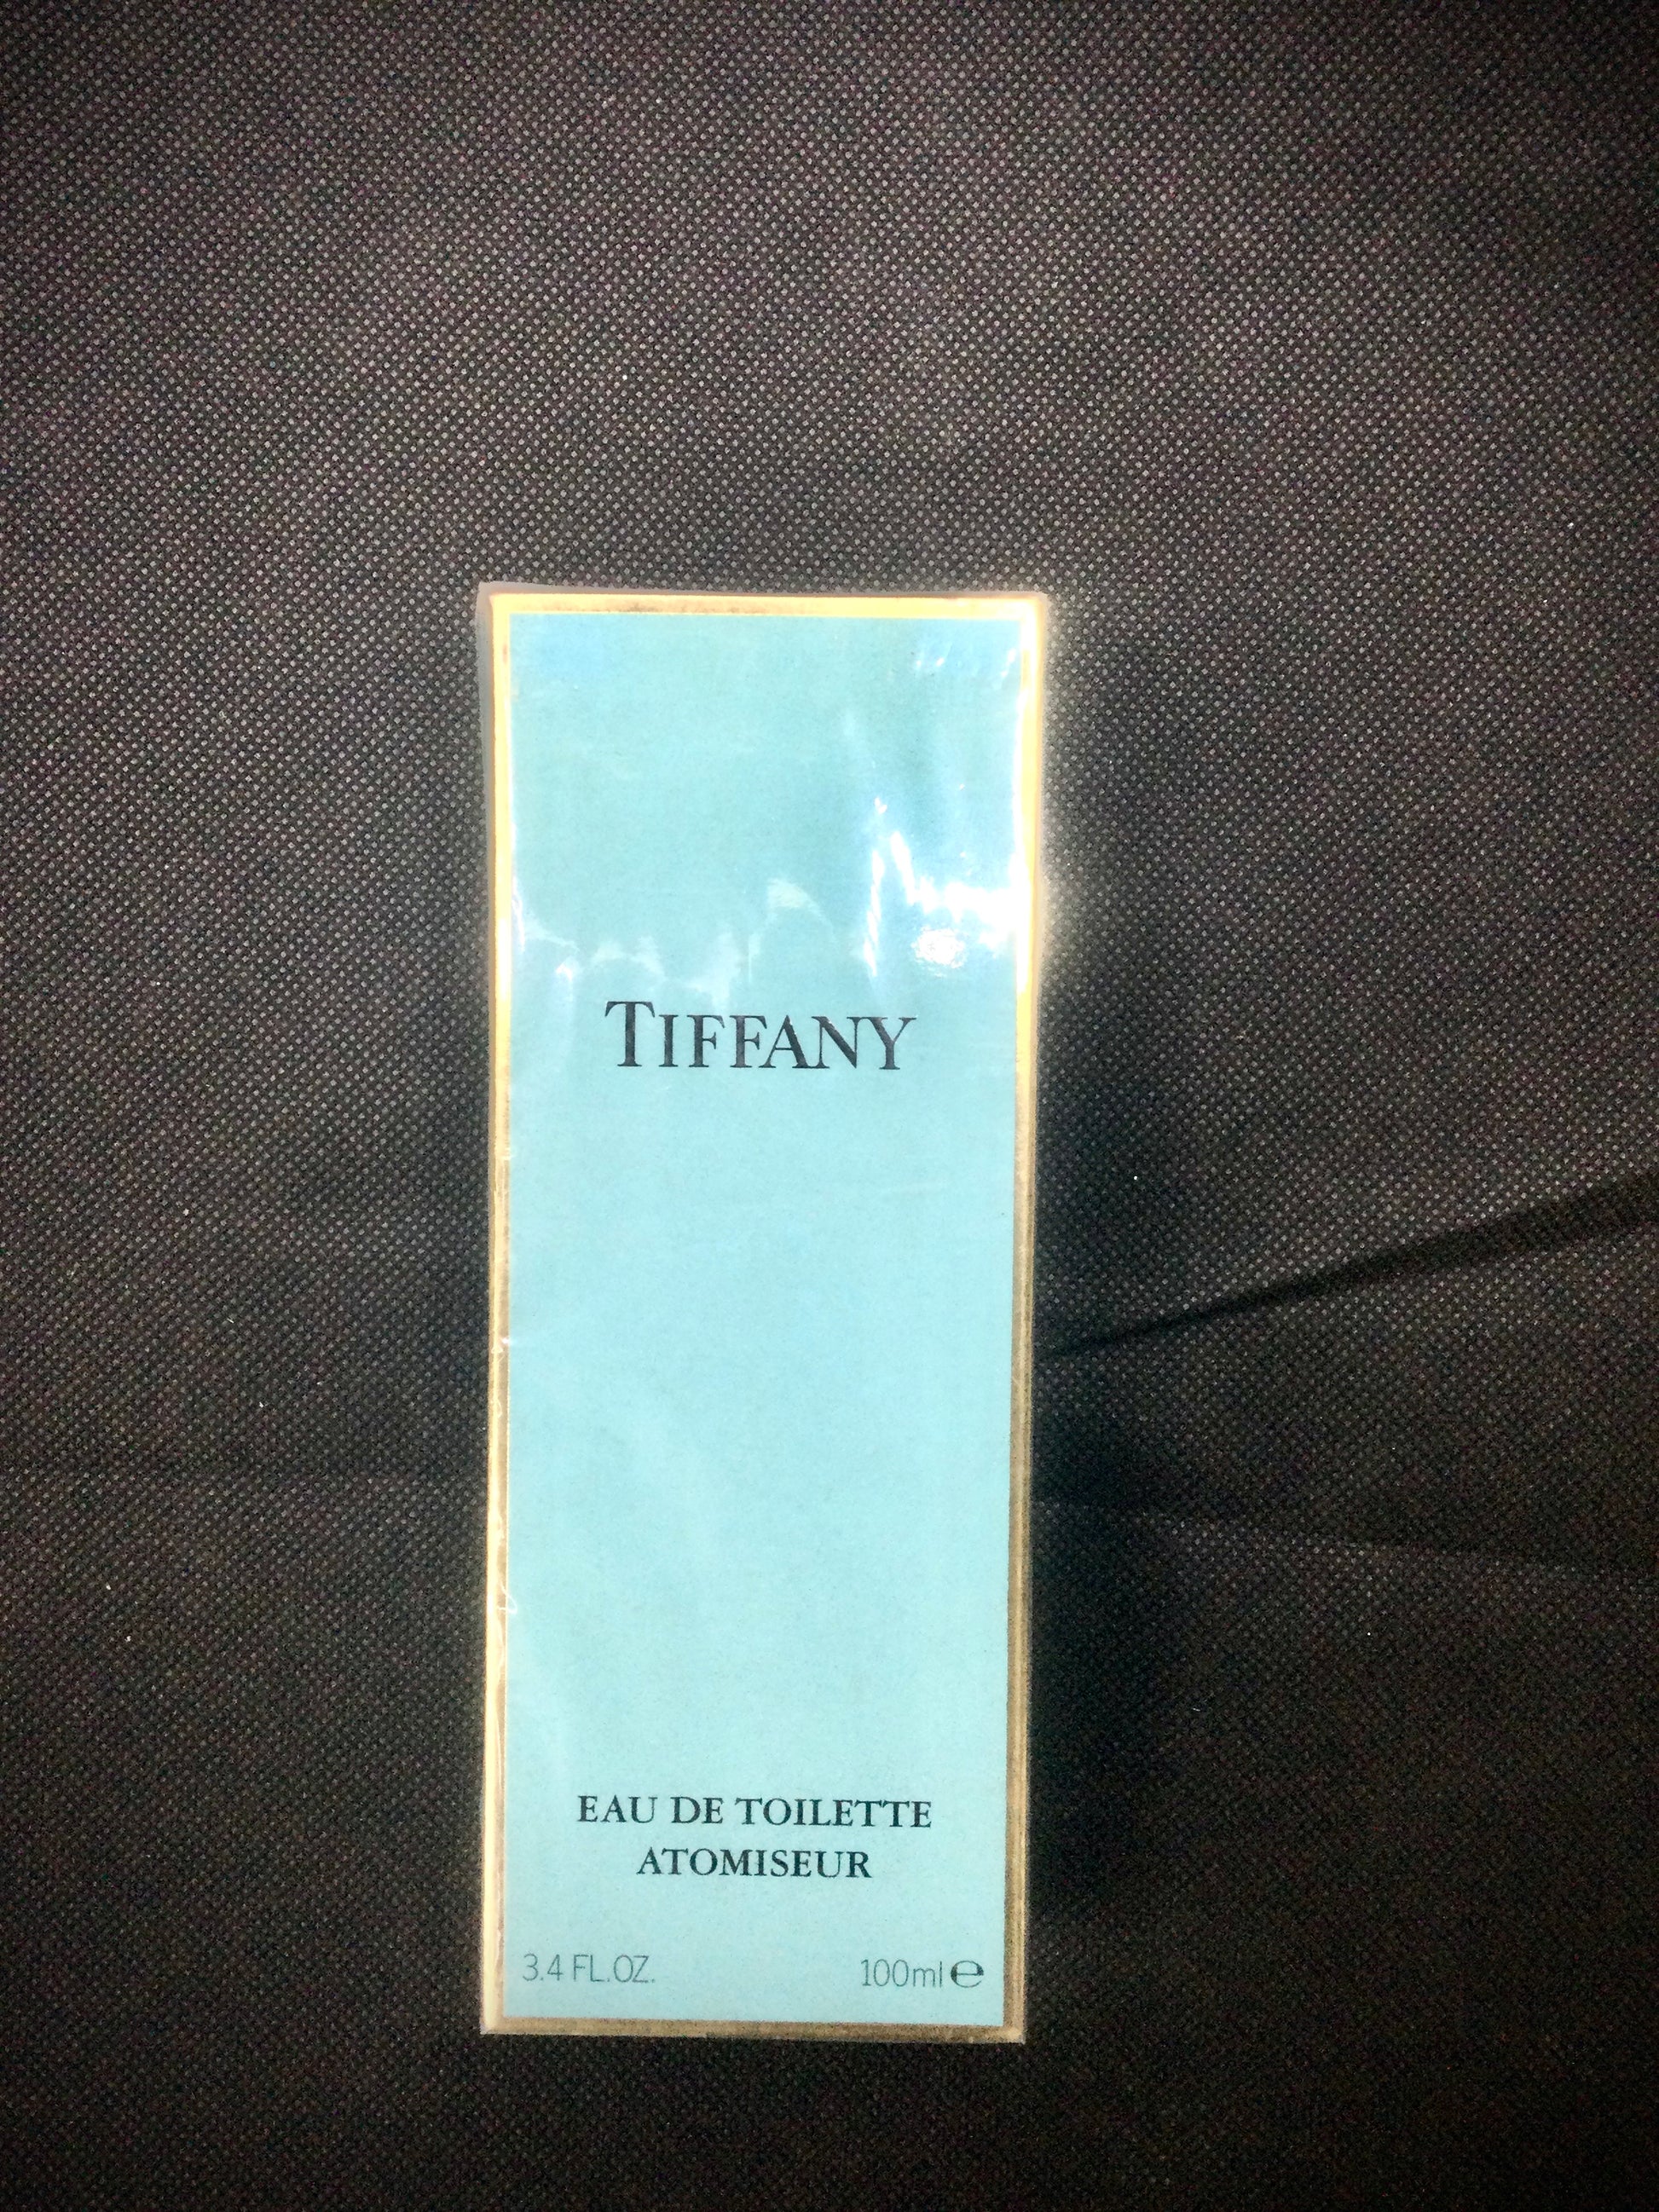 TIFFANY
EAU DE TOILETTE
ATOMISEUR
3.4 FL.OZ. 100ml ℮